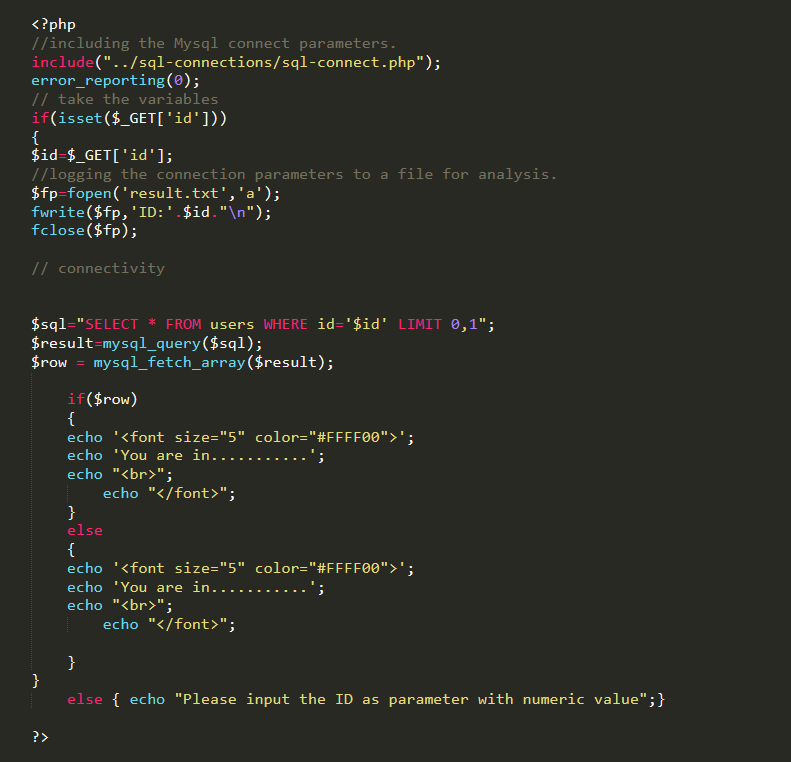 <?php
//including the Mysql connect parameters.
include("../sql-connections/sql-connect.php");
error_reporting(0);
// take the variables
if(isset($_GET['id']))
{
$id=$_GET['id'];
//logging the connection parameters to a file for analysis.
$fp=fopen('result.txt','a');
fwrite($fp,'ID:'.$id."\n");
fclose($fp);
// connectivity
$sql="SELECT * FROM users WHERE id='$id' LIMIT 0,1";
$result=mysql_query($sql);
$row = mysql_fetch_array($result);
if($row)
{
echo '<font size="5" color="#FFFF00">';
echo 'You are in...........';
echo "<br>";
echo "</font>";
}
else
{
echo '<font size="5" color="#FFFF00">';
echo 'You are in...........';
echo "<br>";
echo "</font>";
}
}
else { echo "Please input the ID as parameter with numeric value";}
?>